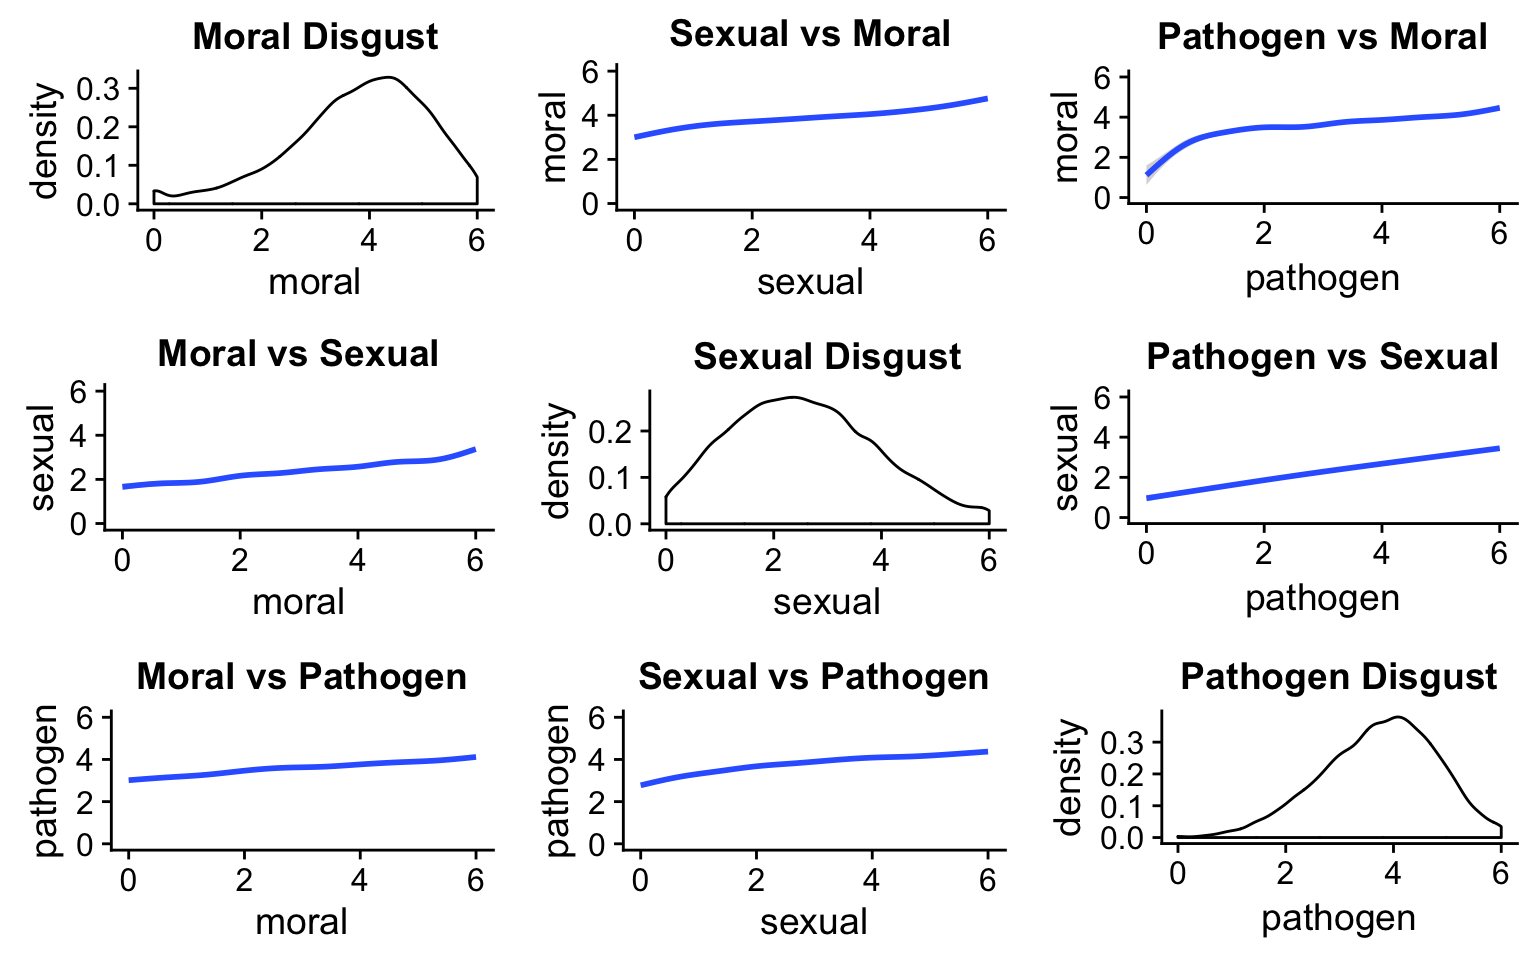 Moral Disgust
density
0.3
0.2
0.1
0.0
0 2 4 6
moral
Sexual vs Moral
moral
6
4
2
0
0 2 4 6
sexual
Pathogen vs Moral
moral
6
4
2
0
0 2 4 6
pathogen
Moral vs Sexual
sexual
6
4
2
0
0 2 4 6
moral
Sexual Disgust
density
0.2
0.1
0.0
0 2 4 6
sexual
Pathogen vs Sexual
sexual
6
4
2
0
0 2 4 6
pathogen
Moral vs Pathogen
pathogen
6
4
2
0
0 2 4 6
moral
Sexual vs Pathogen
pathogen
6
4
2
0
0 2 4 6
sexual
Pathogen Disgust
density
0.3
0.2
0.1
0.0
0 2 4 6
pathogen